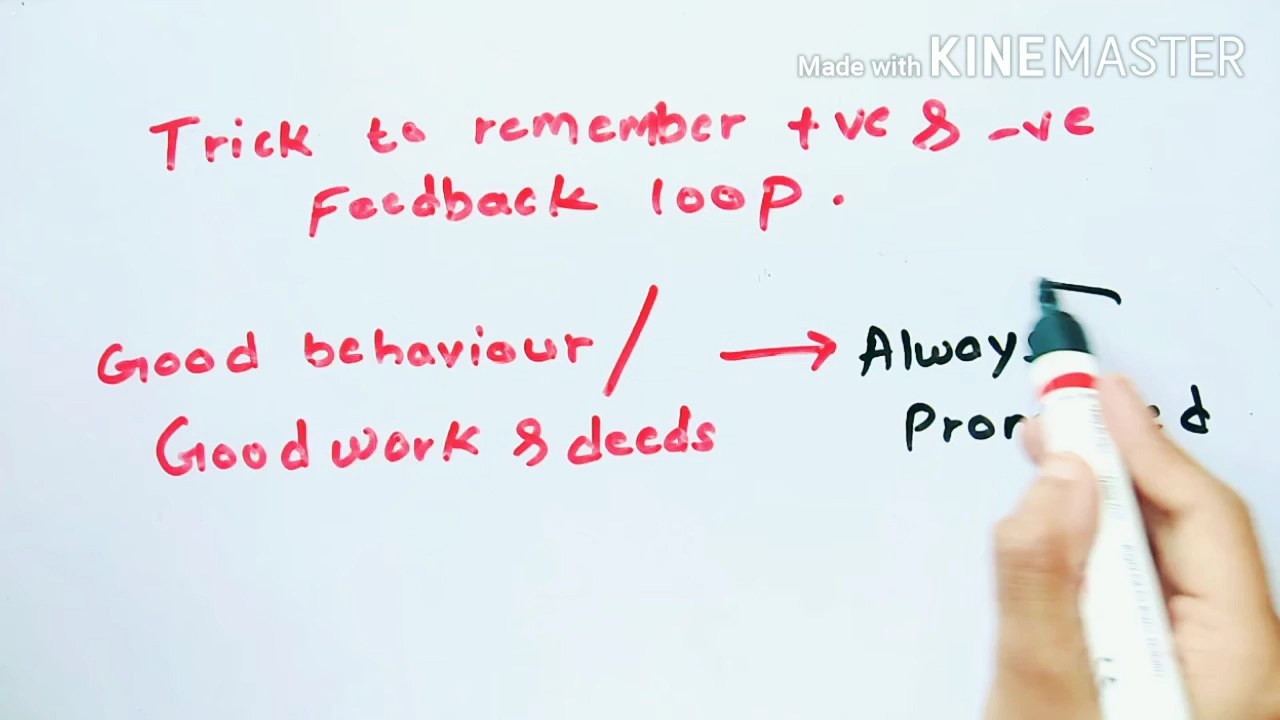 Made with KINEMASTER
Trick to remember +ve & -ve
Feedback loop.
Good behaviour /
Good work & deeds
→ Always